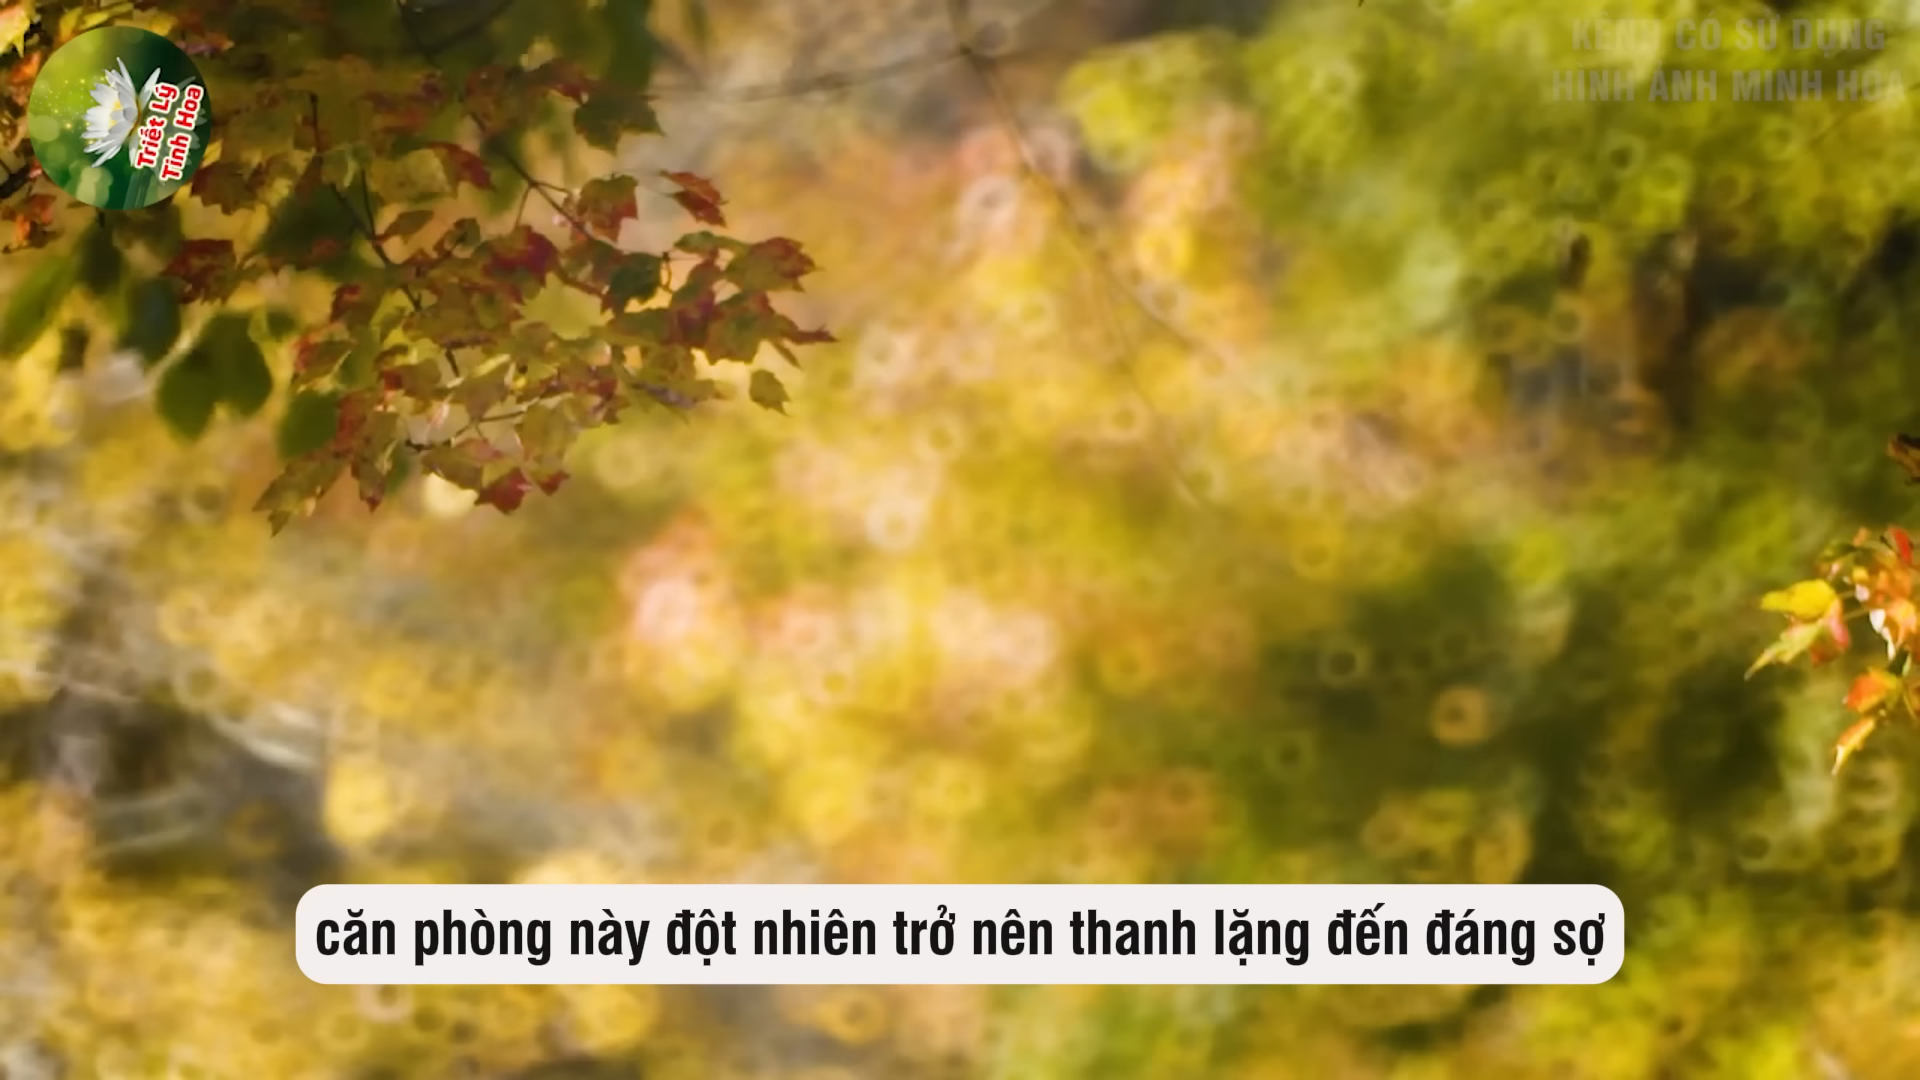 Triết Lý
Tinh Hoa
KÊNH CÓ SỬ DỤNG
HÌNH ẢNH MINH HỌA
căn phòng này đột nhiên trở nên thanh lặng đến đáng sợ